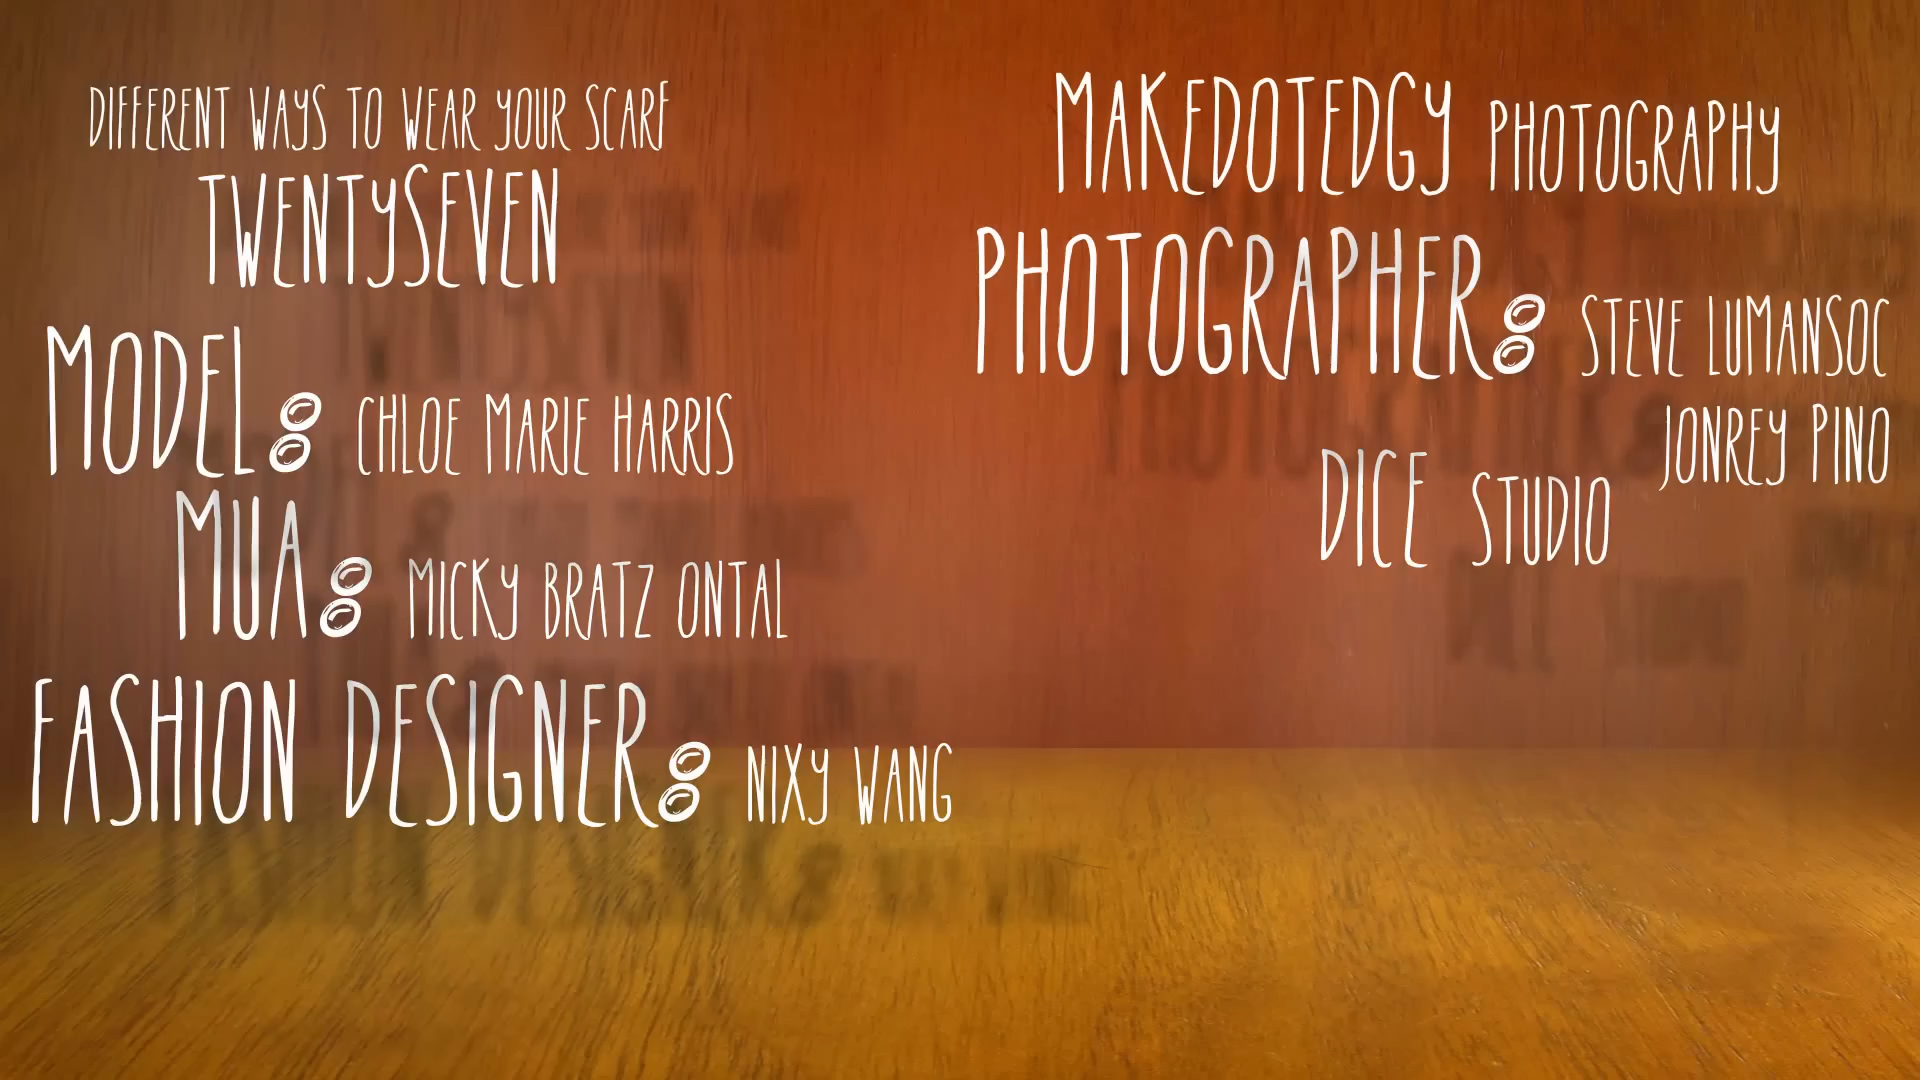 DIFFERENT WAYS TO WEAR YOUR SCARF
TWENTYSEVEN
MODEL: CHLOE MARIE HARRIS
MUA: MICKY BRATZ ONTAL
FASHION DESIGNER: NIXY WANG
MAKEDOTEDGY PHOTOGRAPHY
PHOTOGRAPHER: STEVE LUMANSOC
JONREY PINO
DICE STUDIO